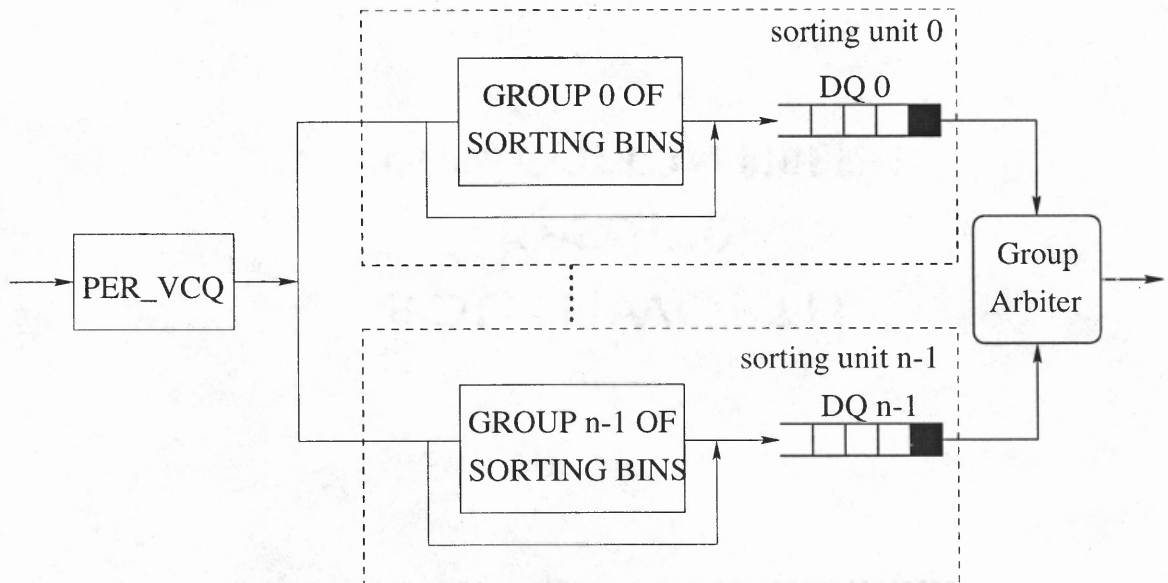 sorting unit 0
GROUP 0 OF
SORTING BINS
DQ 0
PER_VCQ
Group
Arbiter
sorting unit n-1
GROUP n-1 OF
SORTING BINS
DQ n-1